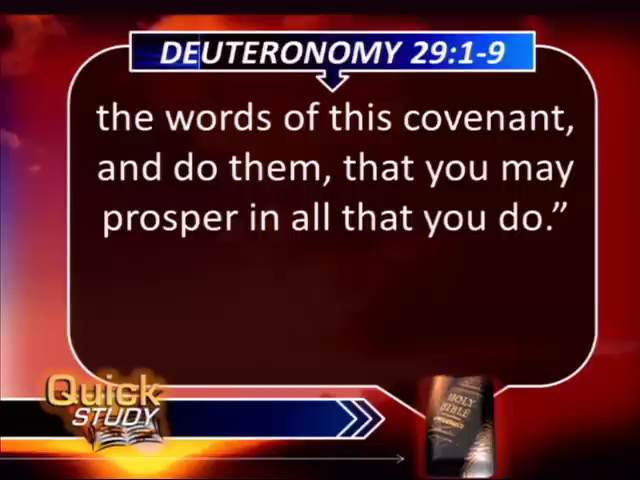 DEUTERONOMY 29:1-9
the words of this covenant,
and do them, that you may
prosper in all that you do.”
Quick
STUDY
HOLY
BIBLE